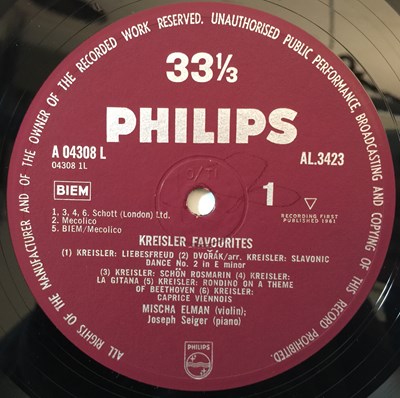 ALL RIGHTS OF THE MANUFACTURER AND OF THE OWNER OF THE RECORDED WORK RESERVED. UNAUTHORISED PUBLIC PERFORMANCE, BROADCASTING AND COPYING OF THIS RECORD PROHIBITED.
33⅓
PHILIPS
A 04308 L
AL.3423
04308 1L
BIEM
1
1, 3, 4, 6. Schott (London) Ltd.
2. Mecolico
5. BIEM/Mecolico
RECORDING FIRST
PUBLISHED 1961
KREISLER FAVOURITES
(1) KREISLER: LIEBESFREUD (2) DVOŘÁK/arr. KREISLER: SLAVONIC
DANCE No. 2 in E minor
(3) KREISLER: SCHÖN ROSMARIN (4) KREISLER:
LA GITANA (5) KREISLER: RONDINO ON A THEME
OF BEETHOVEN (6) KREISLER:
CAPRICE VIENNOIS
MISCHA ELMAN (violin);
Joseph Seiger (piano)
PHILIPS